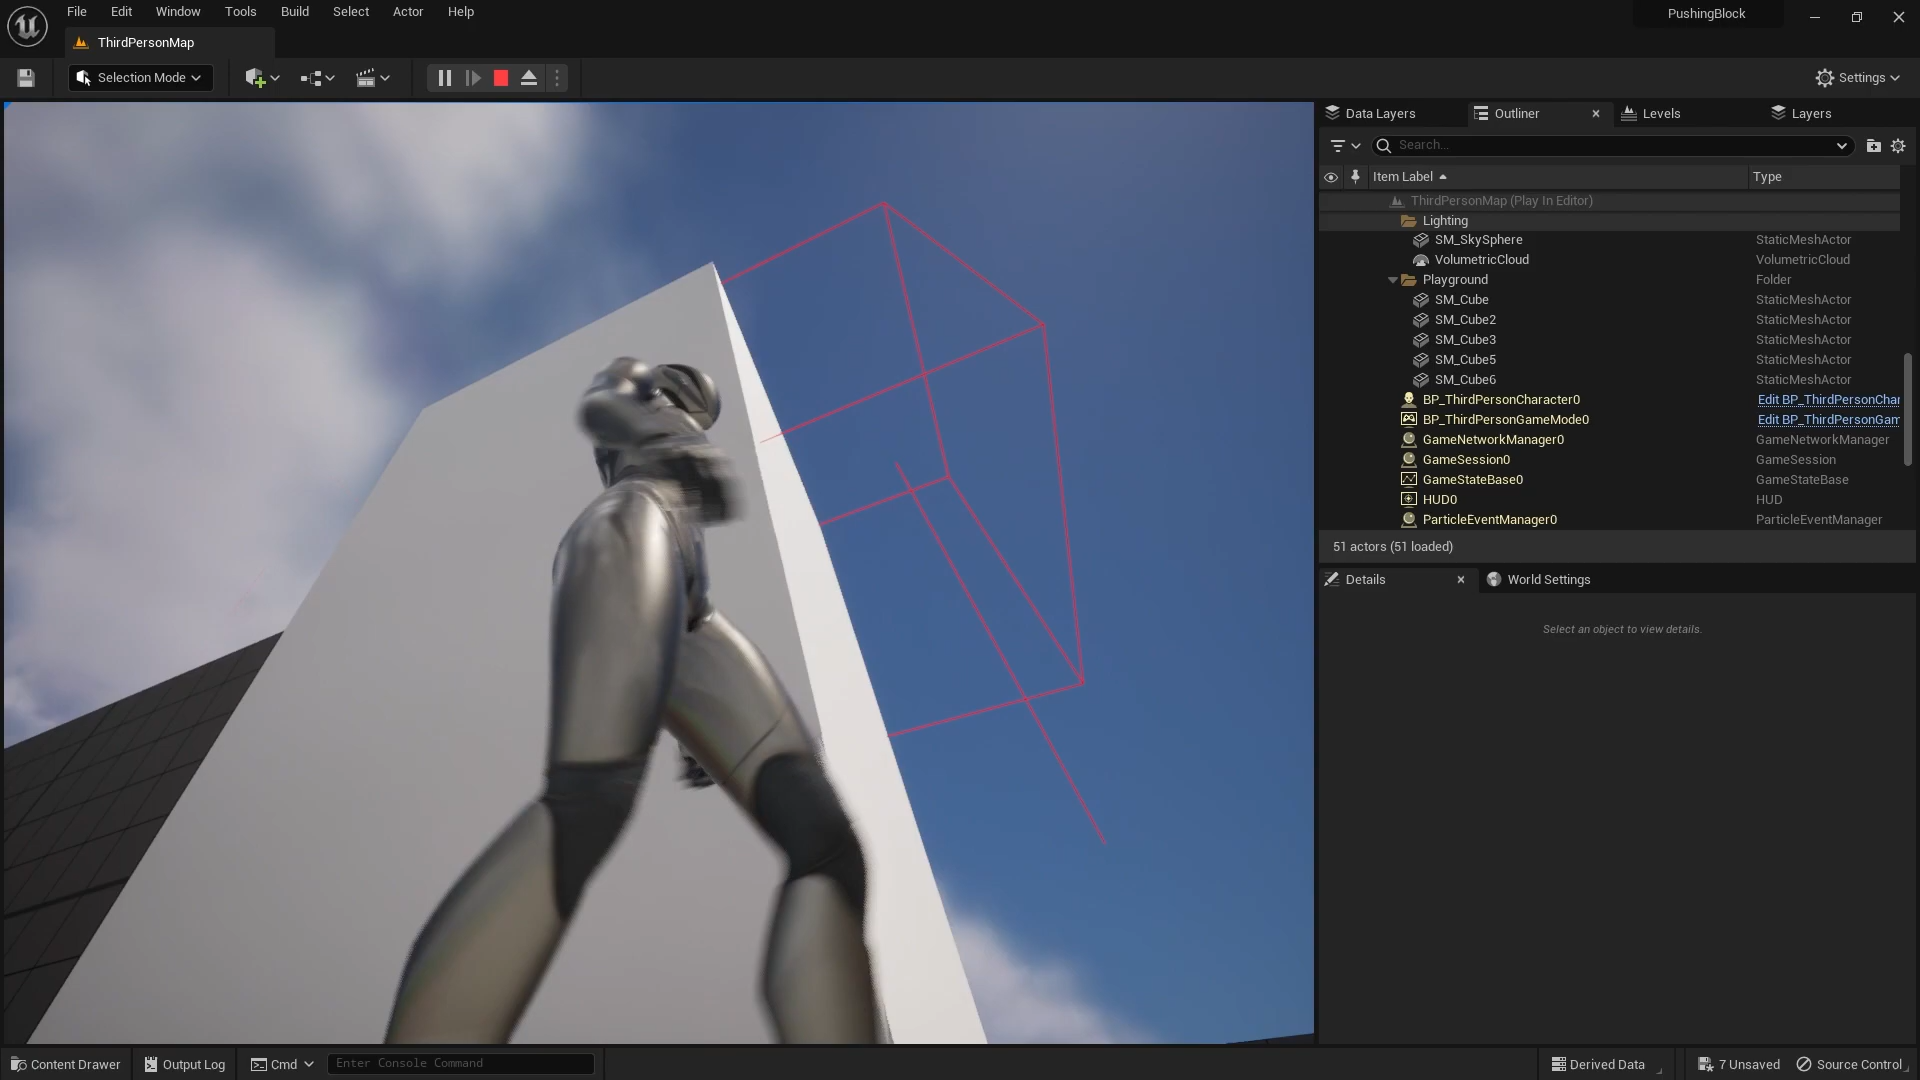 File Edit Window Tools Build Select Actor Help
PushingBlock
ThirdPersonMap
Selection Mode
Settings
Data Layers
Outliner
Levels
Layers
Search...
Item Label Type
ThirdPersonMap (Play In Editor)
Lighting
SM_SkySphere StaticMeshActor
VolumetricCloud VolumetricCloud
Playground Folder
SM_Cube StaticMeshActor
SM_Cube2 StaticMeshActor
SM_Cube3 StaticMeshActor
SM_Cube5 StaticMeshActor
SM_Cube6 StaticMeshActor
BP_ThirdPersonCharacter0 Edit BP_ThirdPersonChar
BP_ThirdPersonGameMode0 Edit BP_ThirdPersonGam
GameNetworkManager0 GameNetworkManager
GameSession0 GameSession
GameStateBase0 GameStateBase
HUD0 HUD
ParticleEventManager0 ParticleEventManager
51 actors (51 loaded)
Details
World Settings
Select an object to view details.
Content Drawer
Output Log
Cmd
Enter Console Command
Derived Data
7 Unsaved
Source Control